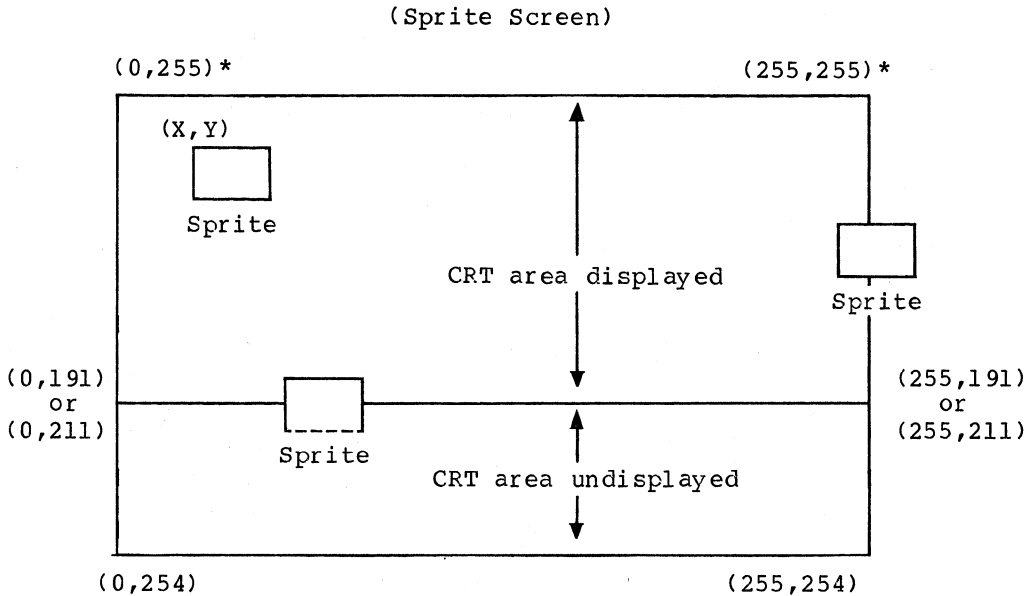 (Sprite Screen)
(0,255)*
(255,255)*
(X,Y)
Sprite
CRT area displayed
Sprite
(0,191)
or
(0,211)
(255,191)
or
(255,211)
Sprite
CRT area undisplayed
(0,254)
(255,254)